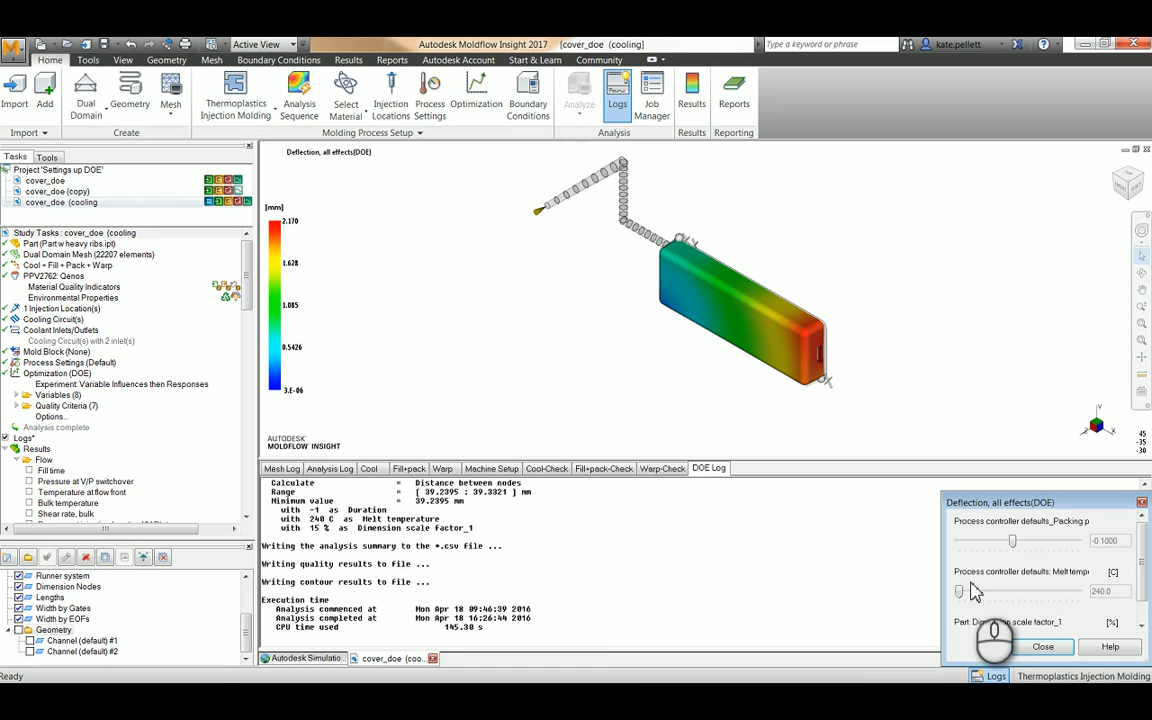 Active View
Autodesk Moldflow Insight 2017   [cover_doe (cooling)]
Type a keyword or phrase
kate.pellett
Home Tools View Geometry Mesh Boundary Conditions Results Reports Autodesk Account Start & Learn Community
Import Add Dual Domain Geometry Mesh Thermoplastics Injection Molding Analysis Sequence Select Material Injection Locations Process Settings Optimization Boundary Conditions Analyze Logs Job Manager Results Reports
Import Create Molding Process Setup Analysis Results Reporting
Tasks Tools
Project 'Settings up DOE'
cover_doe
cover_doe (copy)
cover_doe (cooling
Study Tasks: cover_doe (cooling
Part (Part w heavy ribs.ipt)
Dual Domain Mesh (22207 elements)
Cool + Fill + Pack + Warp
PPV2762: Qenos
Material Quality Indicators
Environmental Properties
1 Injection Location(s)
Cooling Circuit(s)
Coolant Inlets/Outlets
Cooling Circuit(s) with 2 inlet(s)
Mold Block (None)
Process Settings (Default)
Optimization (DOE)
Experiment: Variable Influences then Responses
Variables (8)
Quality Criteria (7)
Options...
Analysis complete
Logs*
Results
Flow
Fill time
Pressure at V/P switchover
Temperature at flow front
Bulk temperature
Shear rate, bulk
Runner system
Dimension Nodes
Length by Gates
Width by Gates
Width by EOFs
Geometry
Channel (default) #1
Channel (default) #2
Deflection, all effects(DOE)
[mm]
2.170
1.628
1.085
0.5426
3.E-06
AUTODESK
MOLDFLOW INSIGHT
FRONT
Y
Z X
45
-35
-30
Mesh Log Analysis Log Cool Fill+pack Warp Machine Setup Cool-Check Fill+pack-Check Warp-Check DOE Log
Calculate = Distance between nodes
Range = [ 39.2395 : 39.3321 ] mm
Minimum value = 39.2395 mm
with -1 as Duration
with 240 C as Melt temperature
with 15 % as Dimension scale factor_1
Writing the analysis summary to the *.csv file ...
Writing quality results to file ...
Writing contour results to file ...
Execution time
Analysis commenced at Mon Apr 18 09:46:39 2016
Analysis completed at Mon Apr 18 16:26:44 2016
CPU time used 145.30 s
Autodesk Simulatio...
cover_doe (coo...
Deflection, all effects(DOE)
Process controller defaults_Packing p
-0.1000
Process controller defaults: Melt tempe [C]
240.0
Part Dimension scale factor_1 [%]
Close Help
Ready
Logs Thermoplastics Injection Molding